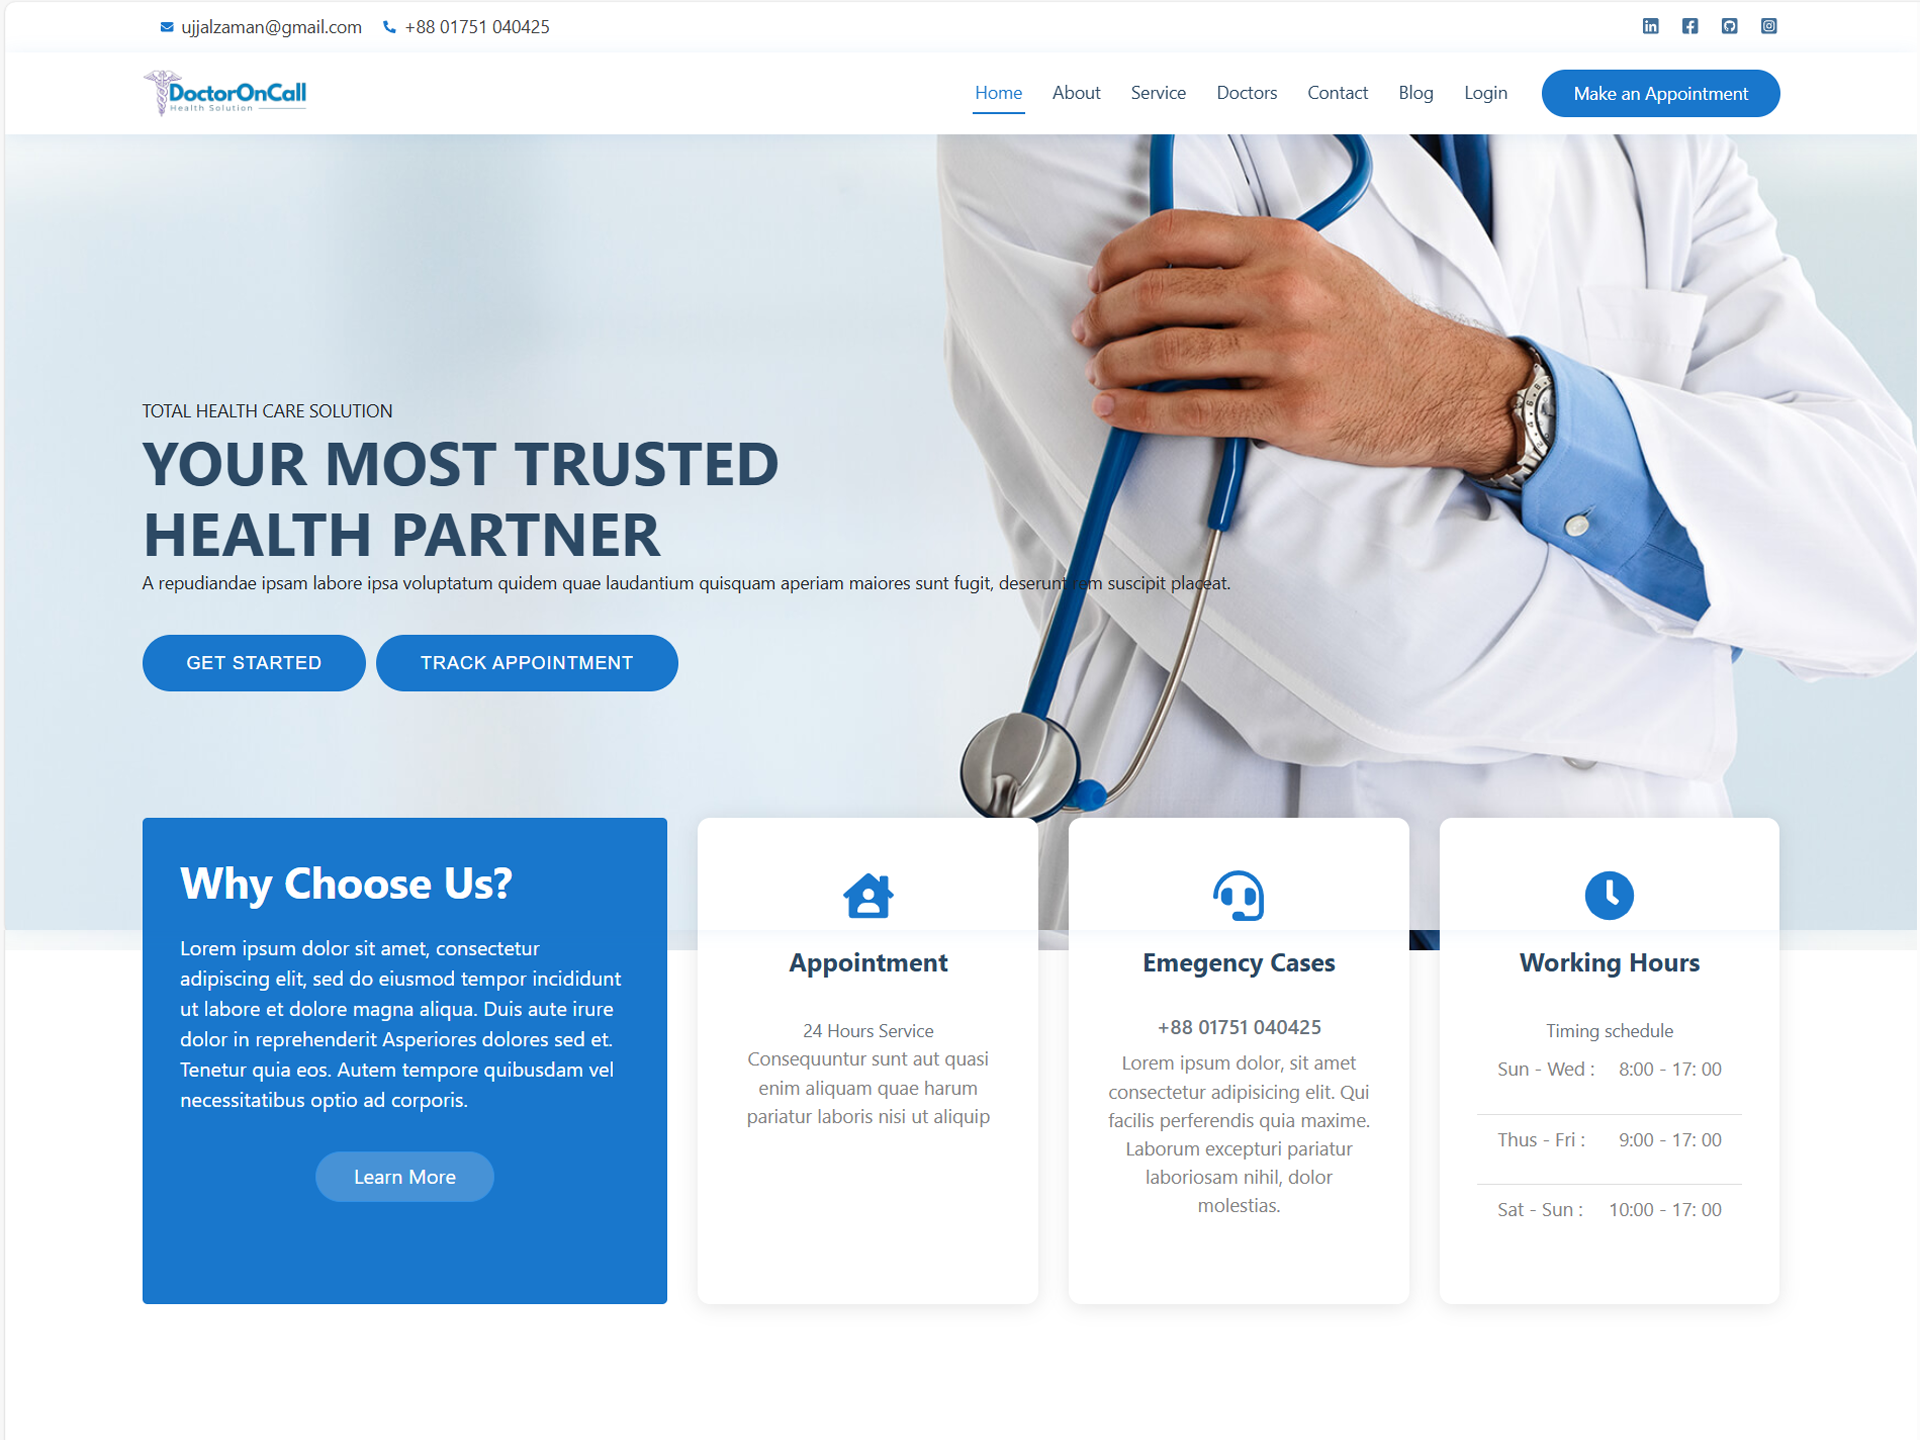 ujjalzaman@gmail.com +88 01751 040425
DoctorOnCall
Health Solution
Home About Service Doctors Contact Blog Login Make an Appointment
TOTAL HEALTH CARE SOLUTION
YOUR MOST TRUSTED
HEALTH PARTNER
A repudiandae ipsam labore ipsa voluptatum quidem quae laudantium quisquam aperiam maiores sunt fugit, deserunt rem suscipit placeat.
GET STARTED TRACK APPOINTMENT
Why Choose Us?
Lorem ipsum dolor sit amet, consectetur
adipiscing elit, sed do eiusmod tempor incididunt
ut labore et dolore magna aliqua. Duis aute irure
dolor in reprehenderit Asperiores dolores sed et.
Tenetur quia eos. Autem tempore quibusdam vel
necessitatibus optio ad corporis.
Learn More
Appointment
24 Hours Service
Consequuntur sunt aut quasi
enim aliquam quae harum
pariatur laboris nisi ut aliquip
Emegency Cases
+88 01751 040425
Lorem ipsum dolor, sit amet
consectetur adipisicing elit. Qui
facilis perferendis quia maxime.
Laborum excepturi pariatur
laboriosam nihil, dolor
molestias.
Working Hours
Timing schedule
Sun - Wed : 8:00 - 17: 00
Thus - Fri : 9:00 - 17: 00
Sat - Sun : 10:00 - 17: 00